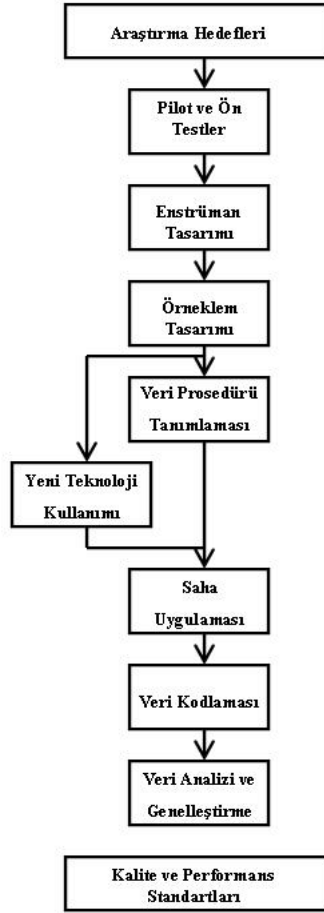 Araştırma Hedefleri
Pilot ve Ön
Testler
Enstrüman
Tasarımı
Örneklem
Tasarımı
Veri Prosedürü
Tanımlaması
Yeni Teknoloji
Kullanımı
Saha
Uygulaması
Veri Kodlaması
Veri Analizi ve
Genelleştirme
Kalite ve Performans
Standartları